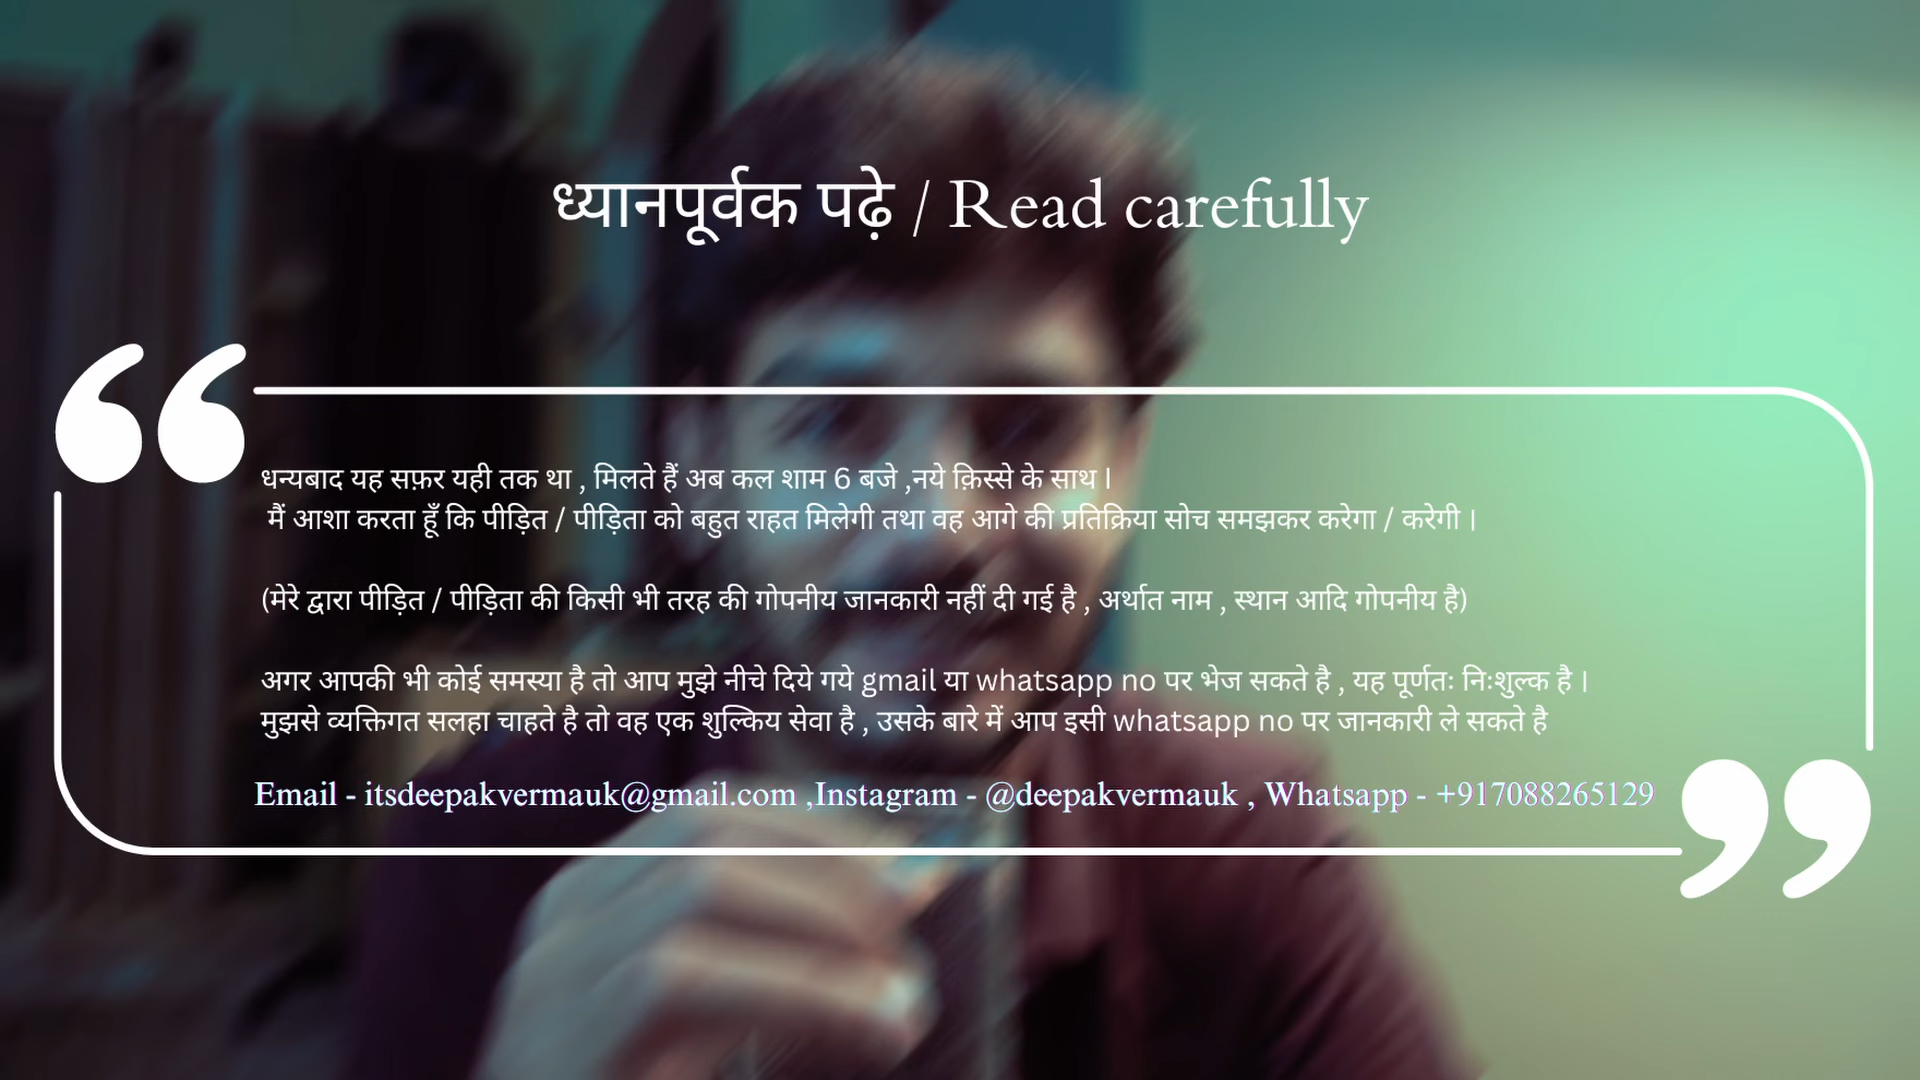 ध्यानपूर्वक पढ़े / Read carefully
धन्यबाद यह सफ़र यही तक था , मिलते हैं अब कल शाम 6 बजे ,नये क़िस्से के साथ ।
मैं आशा करता हूँ कि पीड़ित / पीड़िता को बहुत राहत मिलेगी तथा वह आगे की प्रतिक्रिया सोच समझकर करेगा / करेगी ।
(मेरे द्वारा पीड़ित / पीड़िता की किसी भी तरह की गोपनीय जानकारी नहीं दी गई है , अर्थात नाम , स्थान आदि गोपनीय है)
अगर आपकी भी कोई समस्या है तो आप मुझे नीचे दिये गये gmail या whatsapp no पर भेज सकते है , यह पूर्णतः निःशुल्क है ।
मुझसे व्यक्तिगत सलहा चाहते है तो वह एक शुल्किय सेवा है , उसके बारे में आप इसी whatsapp no पर जानकारी ले सकते है
Email - itsdeepakvermauk@gmail.com ,Instagram - @deepakvermauk , Whatsapp - +917088265129